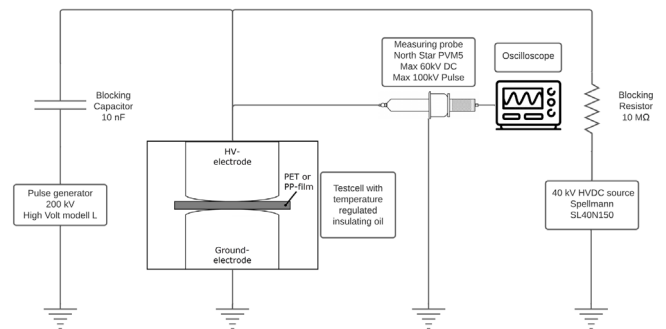 Measuring probe
North Star PVM5
Max 60kV DC
Max 100kV Pulse
Oscilloscope
Blocking
Capacitor
10 nF
Blocking
Resistor
10 MΩ
HV-
electrode
PET or
PP-film
Testcell with
temperature
regulated
insulating oil
Pulse generator
200 kV
High Volt modell L
40 kV HVDC source
Spellmann
SL40N150
Ground-
electrode